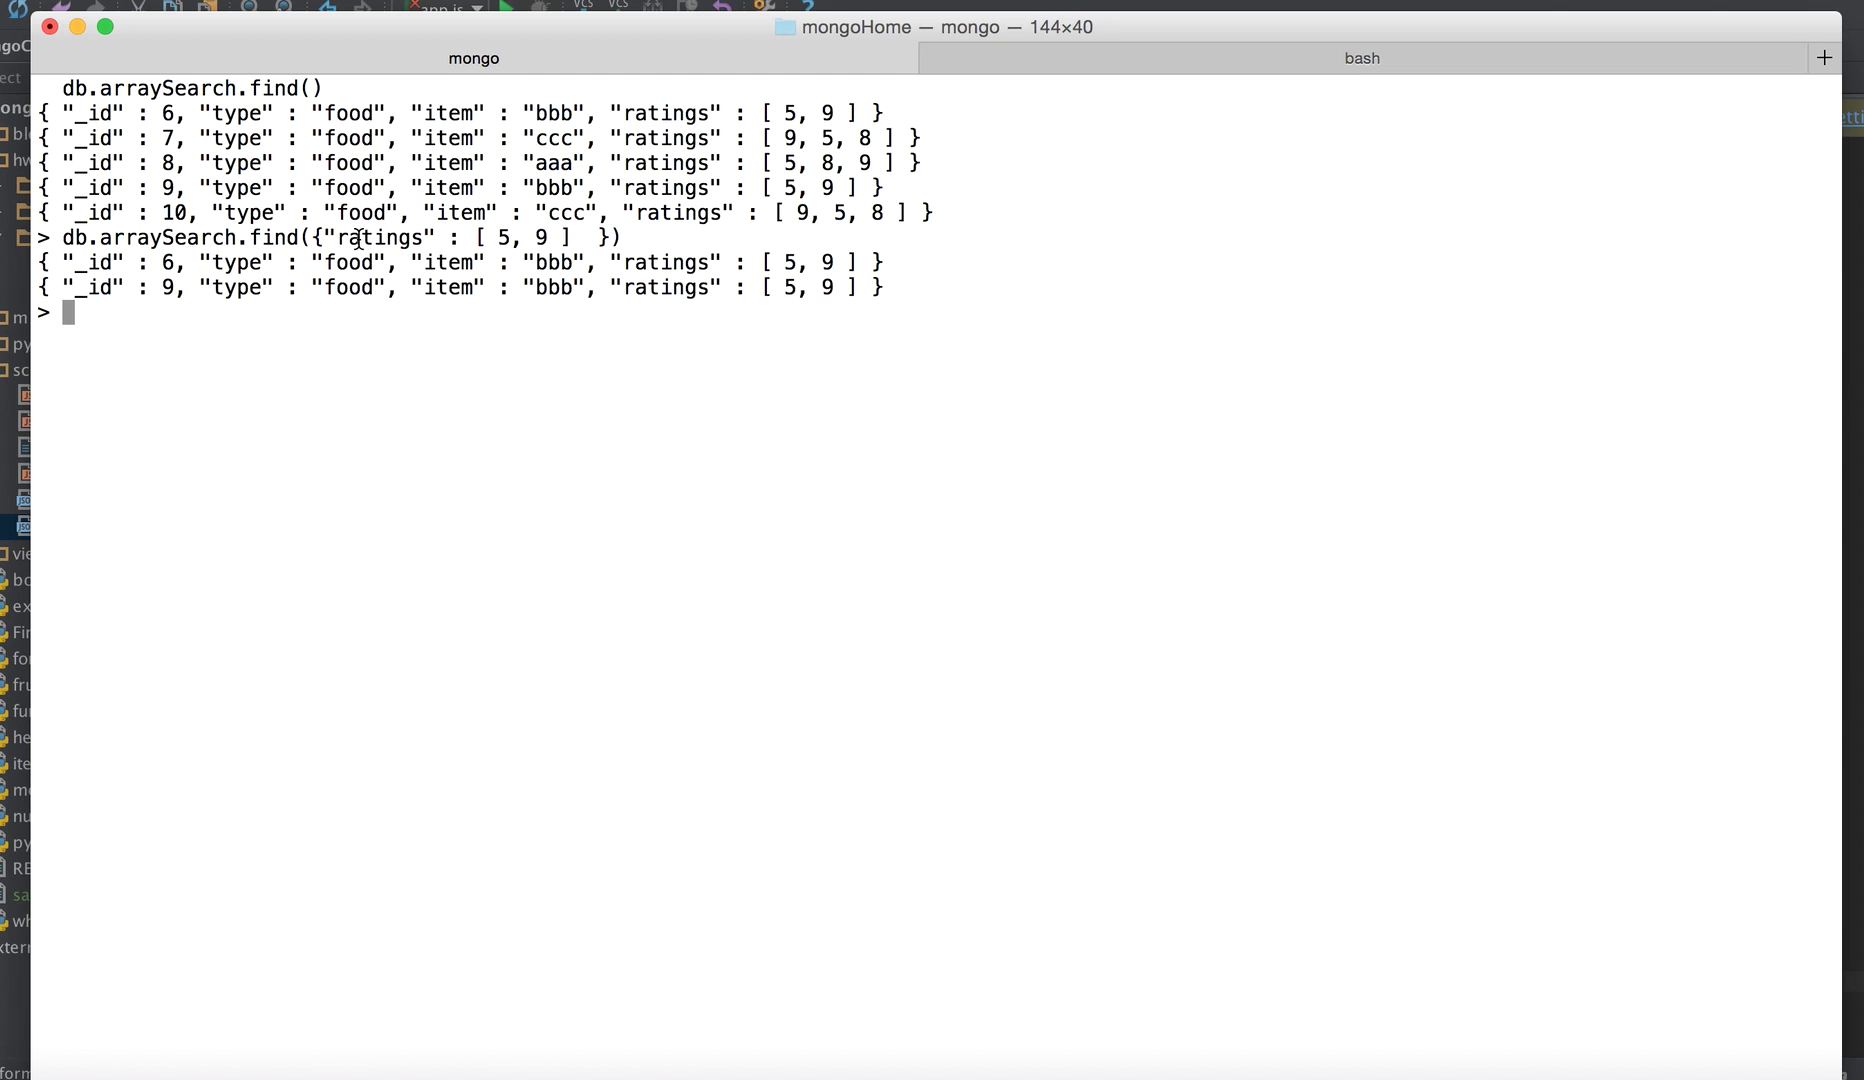 app.js
VCS VCS
mongoHome — mongo — 144×40
mongo
bash
+
db.arraySearch.find()
{ "_id" : 6, "type" : "food", "item" : "bbb", "ratings" : [ 5, 9 ] }
{ "_id" : 7, "type" : "food", "item" : "ccc", "ratings" : [ 9, 5, 8 ] }
{ "_id" : 8, "type" : "food", "item" : "aaa", "ratings" : [ 5, 8, 9 ] }
{ "_id" : 9, "type" : "food", "item" : "bbb", "ratings" : [ 5, 9 ] }
{ "_id" : 10, "type" : "food", "item" : "ccc", "ratings" : [ 9, 5, 8 ] }
> db.arraySearch.find({"ratings" : [ 5, 9 ]  })
{ "_id" : 6, "type" : "food", "item" : "bbb", "ratings" : [ 5, 9 ] }
{ "_id" : 9, "type" : "food", "item" : "bbb", "ratings" : [ 5, 9 ] }
>